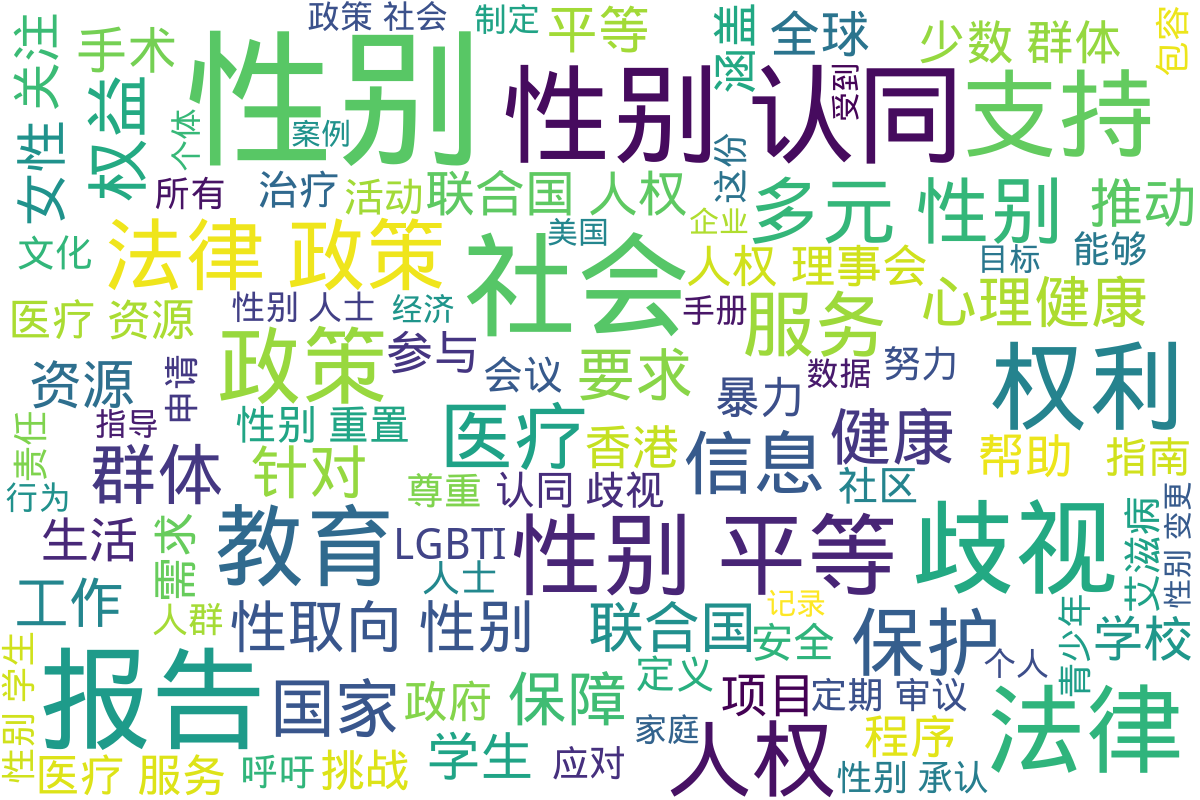 政策 社会
制定
平等
涵盖
全球
少数 群体
包容
关注
手术
性别
性别 认同
受到
支持
女性
权益
个体
案例
这份
所有
治疗
活动
联合国 人权
多元 性别
推动
文化
法律 政策
社会
美国
企业
人权 理事会
目标
能够
医疗 资源
性别 人士
经济
手册
服务
心理健康
政策
参与
会议
要求
暴力
数据
努力
权利
资源
申请
指导
性别 重置
医疗
香港
信息
健康
帮助
指南
责任
群体
针对
尊重
认同 歧视
社区
行为
生活
需求
教育
LGBTI
人士
性别 平等
歧视
艾滋病
性别 变更
工作
人群
性取向 性别
联合国
记录
安全
保护
青少年
学校
个人
性别 学生
报告
国家
政府
保障
定义
项目
定期 审议
法律
医疗 服务
呼吁
挑战
学生
应对
家庭
人权
程序
性别 承认